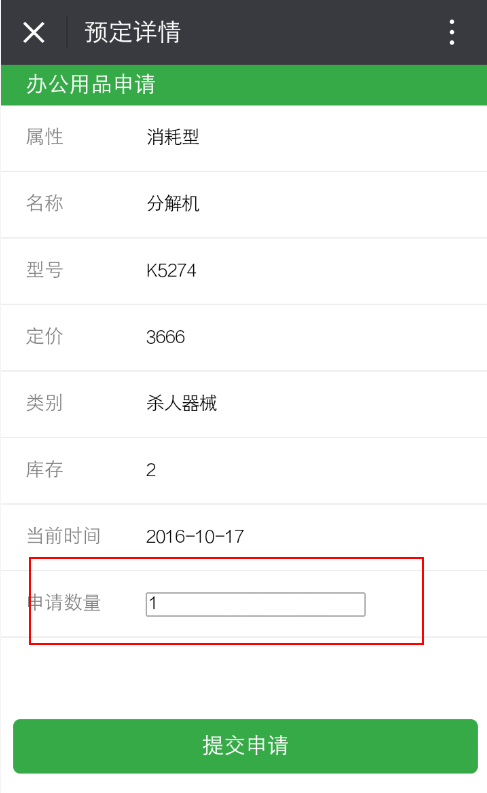 预定详情
办公用品申请
属性 消耗型
名称 分解机
型号 K5274
定价 3666
类别 杀人器械
库存 2
当前时间 2016-10-17
申请数量 1
提交申请